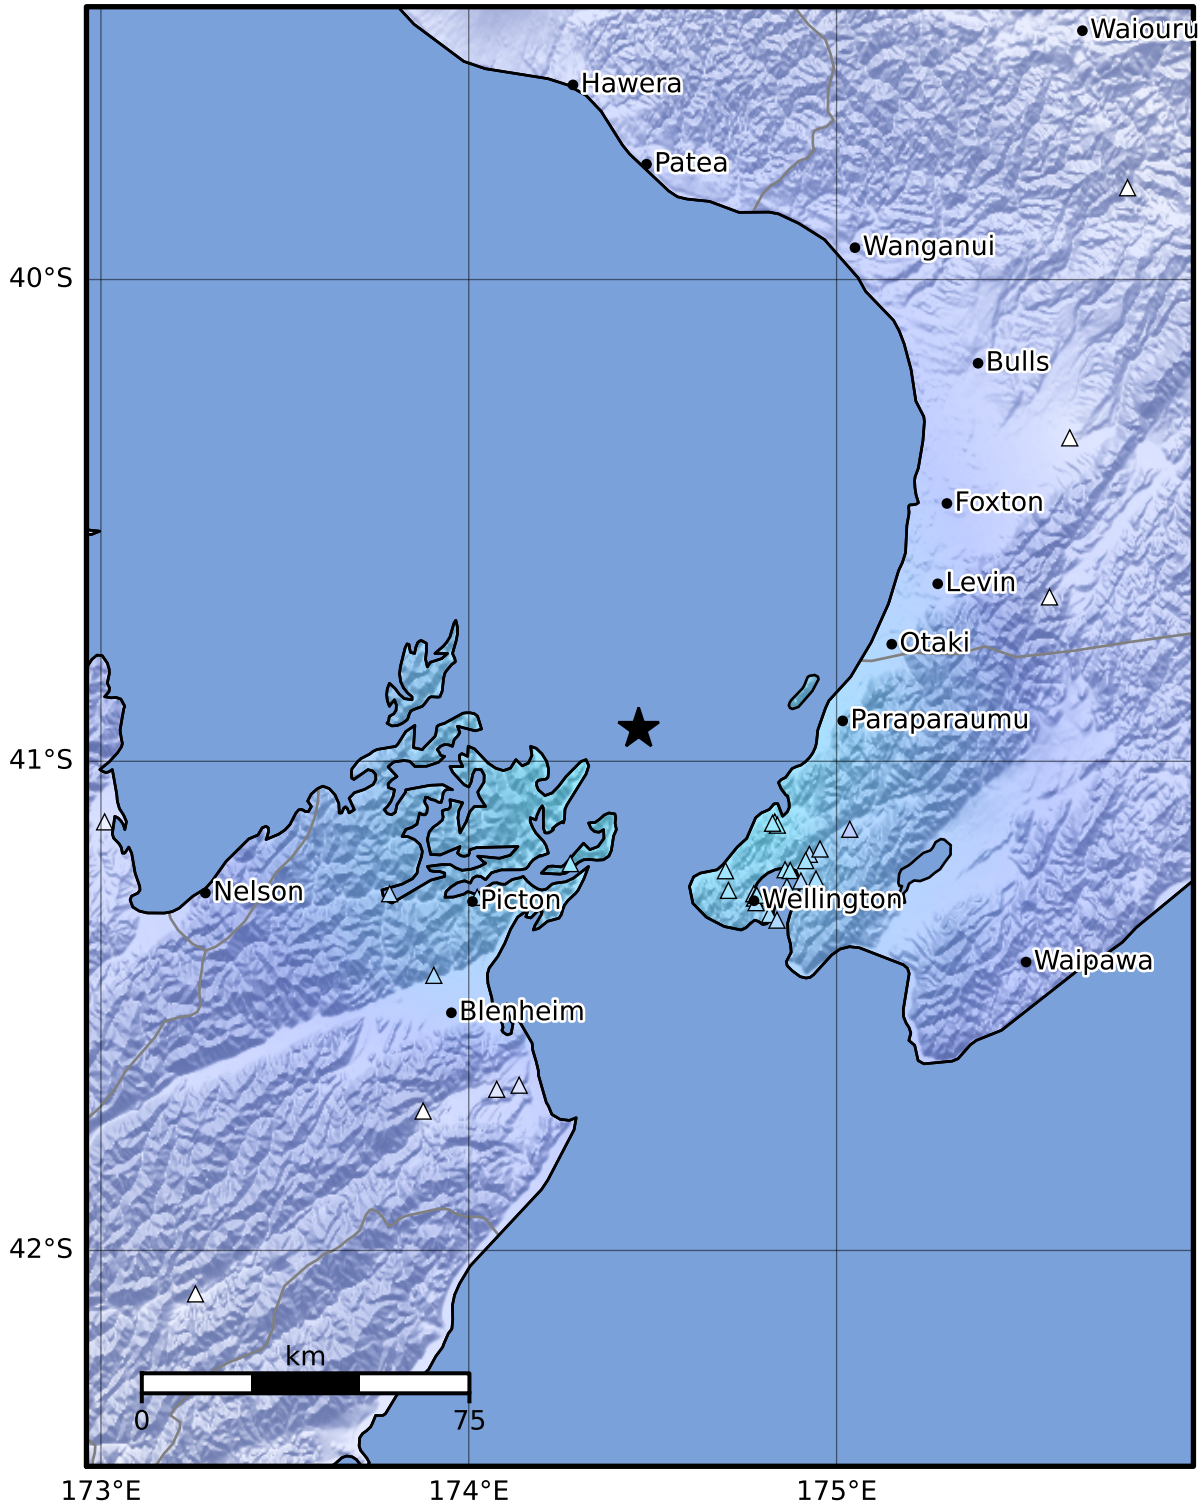 Waiouru
Hawera
Patea
Wanganui
40°S
Bulls
Foxton
Levin
Otaki
Paraparaumu
41°S
Nelson
Picton
Wellington
Waipawa
Blenheim
42°S
km
0 75
173°E 174°E 175°E